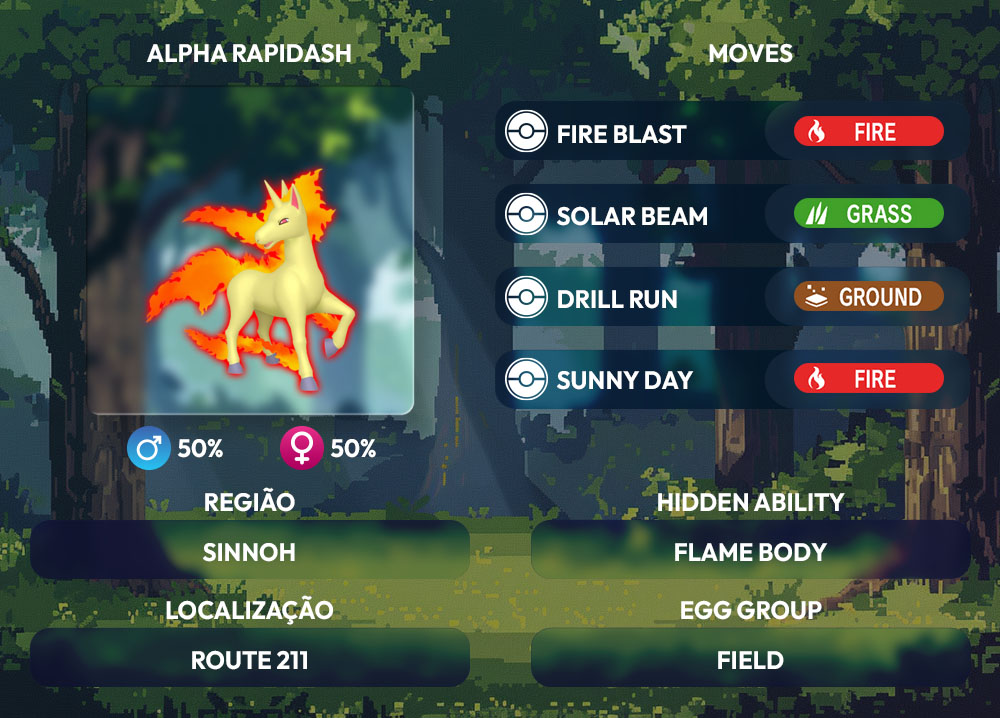 ALPHA RAPIDASH
MOVES
FIRE BLAST FIRE
SOLAR BEAM GRASS
DRILL RUN GROUND
SUNNY DAY FIRE
50% 50%
REGIÃO
SINNOH
HIDDEN ABILITY
FLAME BODY
LOCALIZAÇÃO
ROUTE 211
EGG GROUP
FIELD